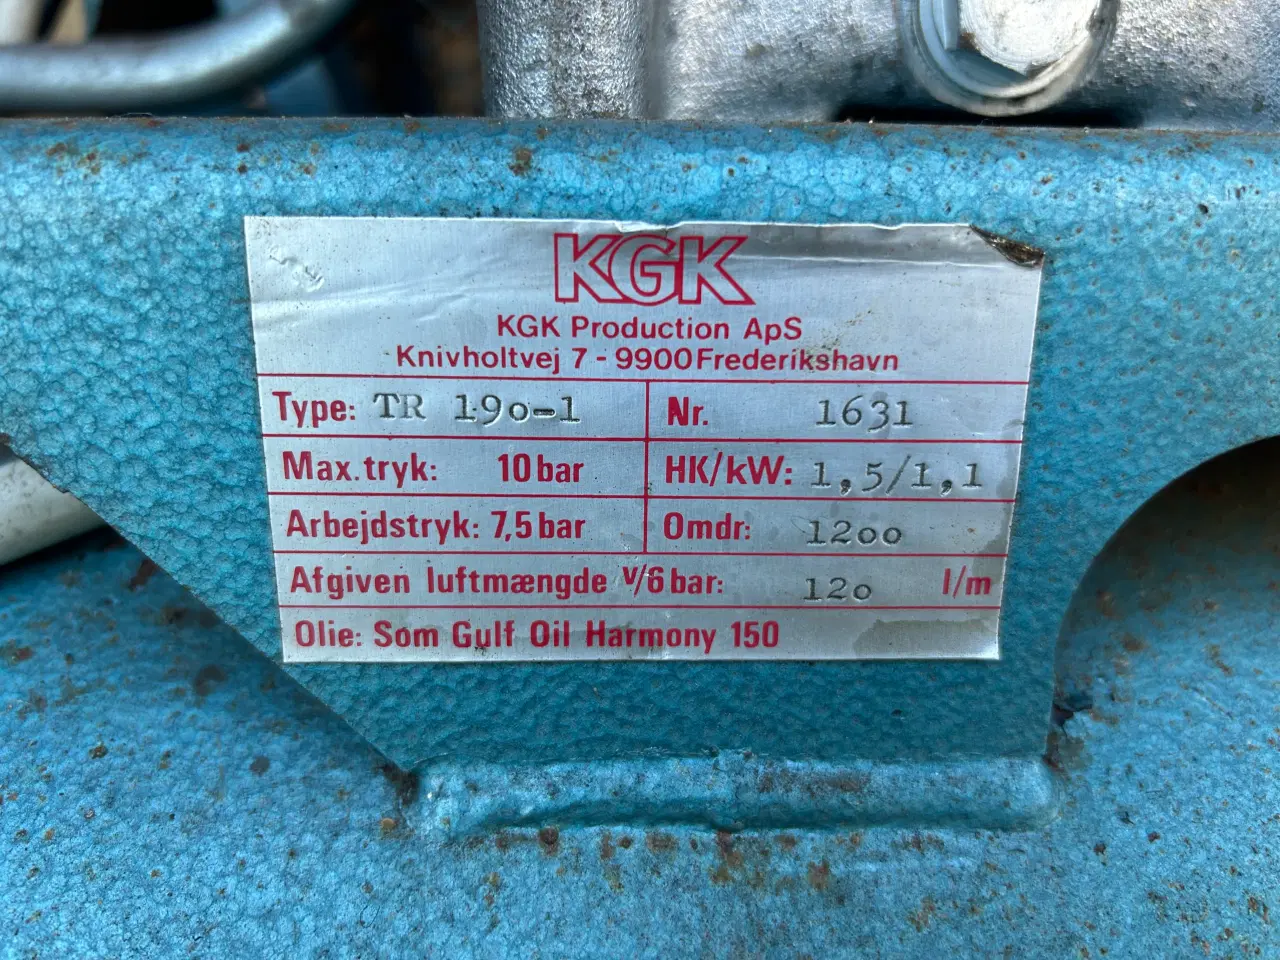 KGK
KGK Production ApS
Knivholtvej 7 - 9900 Frederikshavn
Type: TR 190-1 Nr. 1631
Max. tryk: 10 bar HK/kW: 1,5/1,1
Arbejdstryk: 7,5 bar Omdr: 1200
Afgiven luftmængde v/6 bar: 120 l/m
Olie: Som Gulf Oil Harmony 150